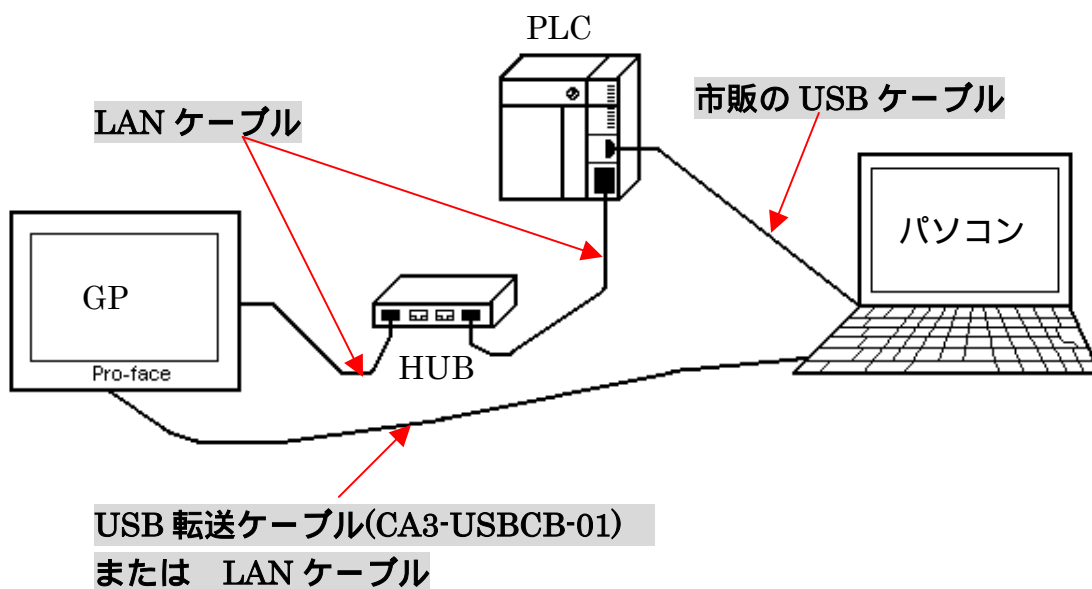 PLC
LAN ケーブル
市販の USB ケーブル
パソコン
GP
HUB
Pro-face
USB 転送ケーブル(CA3-USBCB-01)
または　LAN ケーブル